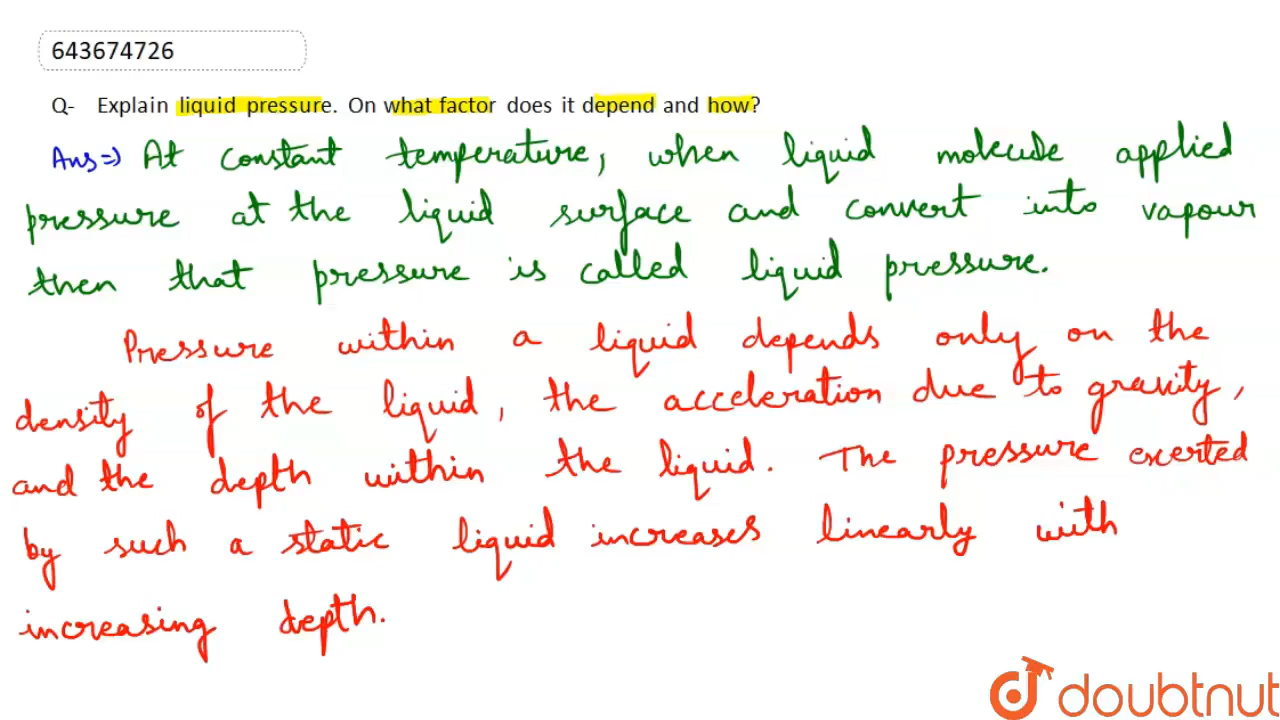 643674726
Q- Explain liquid pressure. On what factor does it depend and how?
Ans⇒ At constant temperature, when liquid molecule applied
pressure at the liquid surface and convert into vapour
then that pressure is called liquid pressure.
Pressure within a liquid depends only on the
density of the liquid, the acceleration due to gravity,
and the depth within the liquid. The pressure exerted
by such a static liquid increases linearly with
increasing depth.
doubtnut